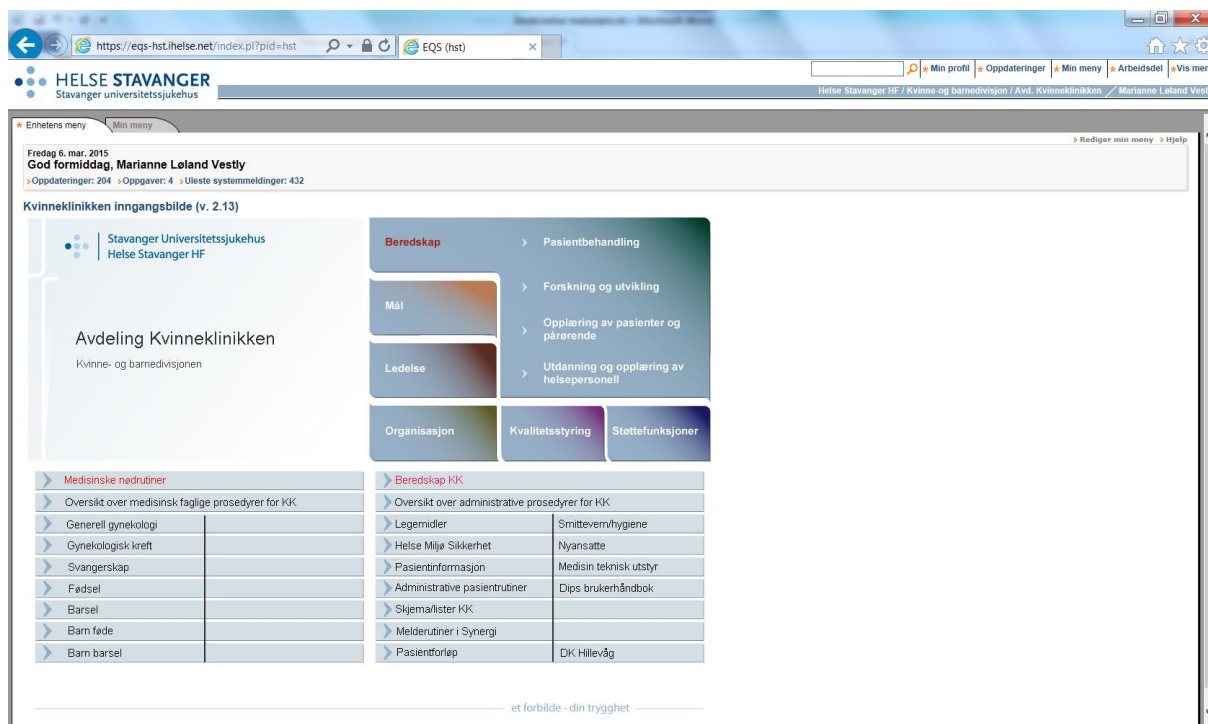 https://eqs-hst.ihelse.net/index.pl?pid=hst
EQS (hst)
HELSE STAVANGER
Stavanger universitetssjukehus
Min profil Oppdateringer Min meny Arbeidsdel Vis mer
Helse Stavanger HF / Kvinne-og barnedivisjon / Avd. Kvinneklinikken / Marianne Løland Vest
Enhetens meny Min meny
Rediger min meny Hjelp
Fredag 6. mar. 2015
God formiddag, Marianne Løland Vestly
Oppdateringer: 204 Oppgaver: 4 Uleste systemmeldinger: 432
Kvinneklinikken inngangsbilde (v. 2.13)
Stavanger Universitetssjukehus
Helse Stavanger HF
Avdeling Kvinneklinikken
Kvinne- og barnedivisjonen
Beredskap
Mål
Ledelse
Pasientbehandling
Forskning og utvikling
Opplæring av pasienter og
pårørende
Utdanning og opplæring av
helsepersonell
Organisasjon
Kvalitetsstyring
Støttefunksjoner
Medisinske nødrutiner
Oversikt over medisinsk faglige prosedyrer for KK
Generell gynekologi
Gynekologisk kreft
Svangerskap
Fødsel
Barsel
Barn føde
Barn barsel
Beredskap KK
Oversikt over administrative prosedyrer for KK
Legemidler Smittevern/hygiene
Helse Miljø Sikkerhet Nyansatte
Pasientinformasjon Medisin teknisk utstyr
Administrative pasientrutiner Dips brukerhåndbok
Skjema/lister KK
Melderutiner i Synergi
Pasientforløp DK Hillevåg
et forbilde - din trygghet